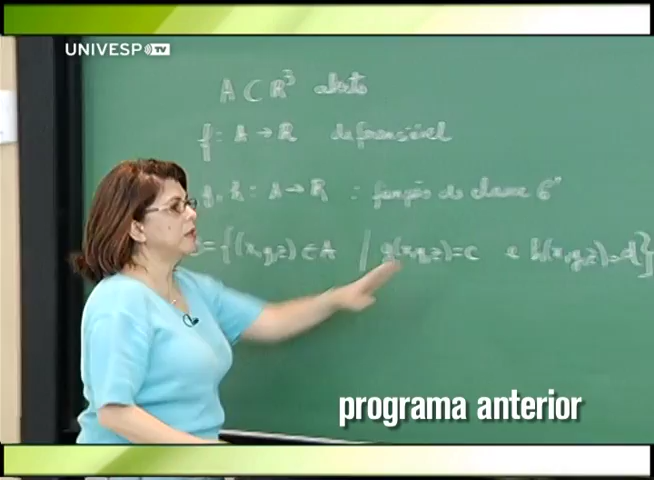 UNIVESP TV
A ⊂ R³ aberto
f: A → R diferenciável
g, h: A → R : funções de classe C¹
= {(x,y,z) ∈ A / g(x,y,z)=c e h(x,y,z)=d}
programa anterior